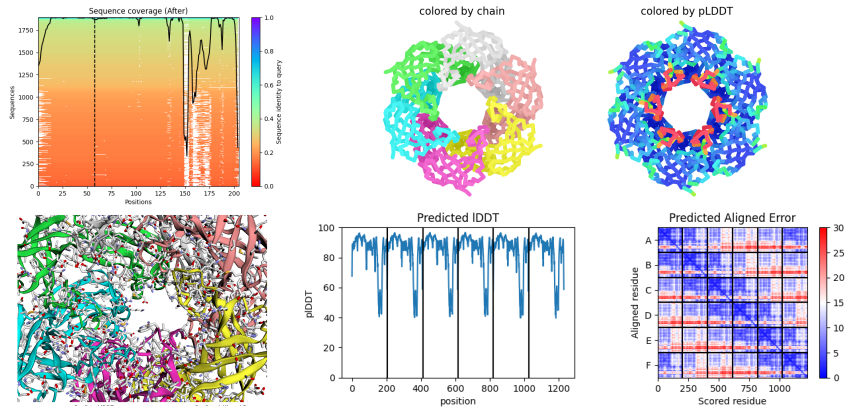 Sequence coverage (After)
Sequences
1750
1500
1250
1000
750
500
250
0
0 25 50 75 100 125 150 175 200
Positions
1.0
0.8
0.6
0.4
0.2
0.0
Sequence identity to query
colored by chain
colored by pLDDT
Predicted lDDT
plDDT
100
80
60
40
20
0
0 200 400 600 800 1000 1200
position
Predicted Aligned Error
Aligned residue
A
B
C
D
E
F
0 500 1000
Scored residue
30
25
20
15
10
5
0